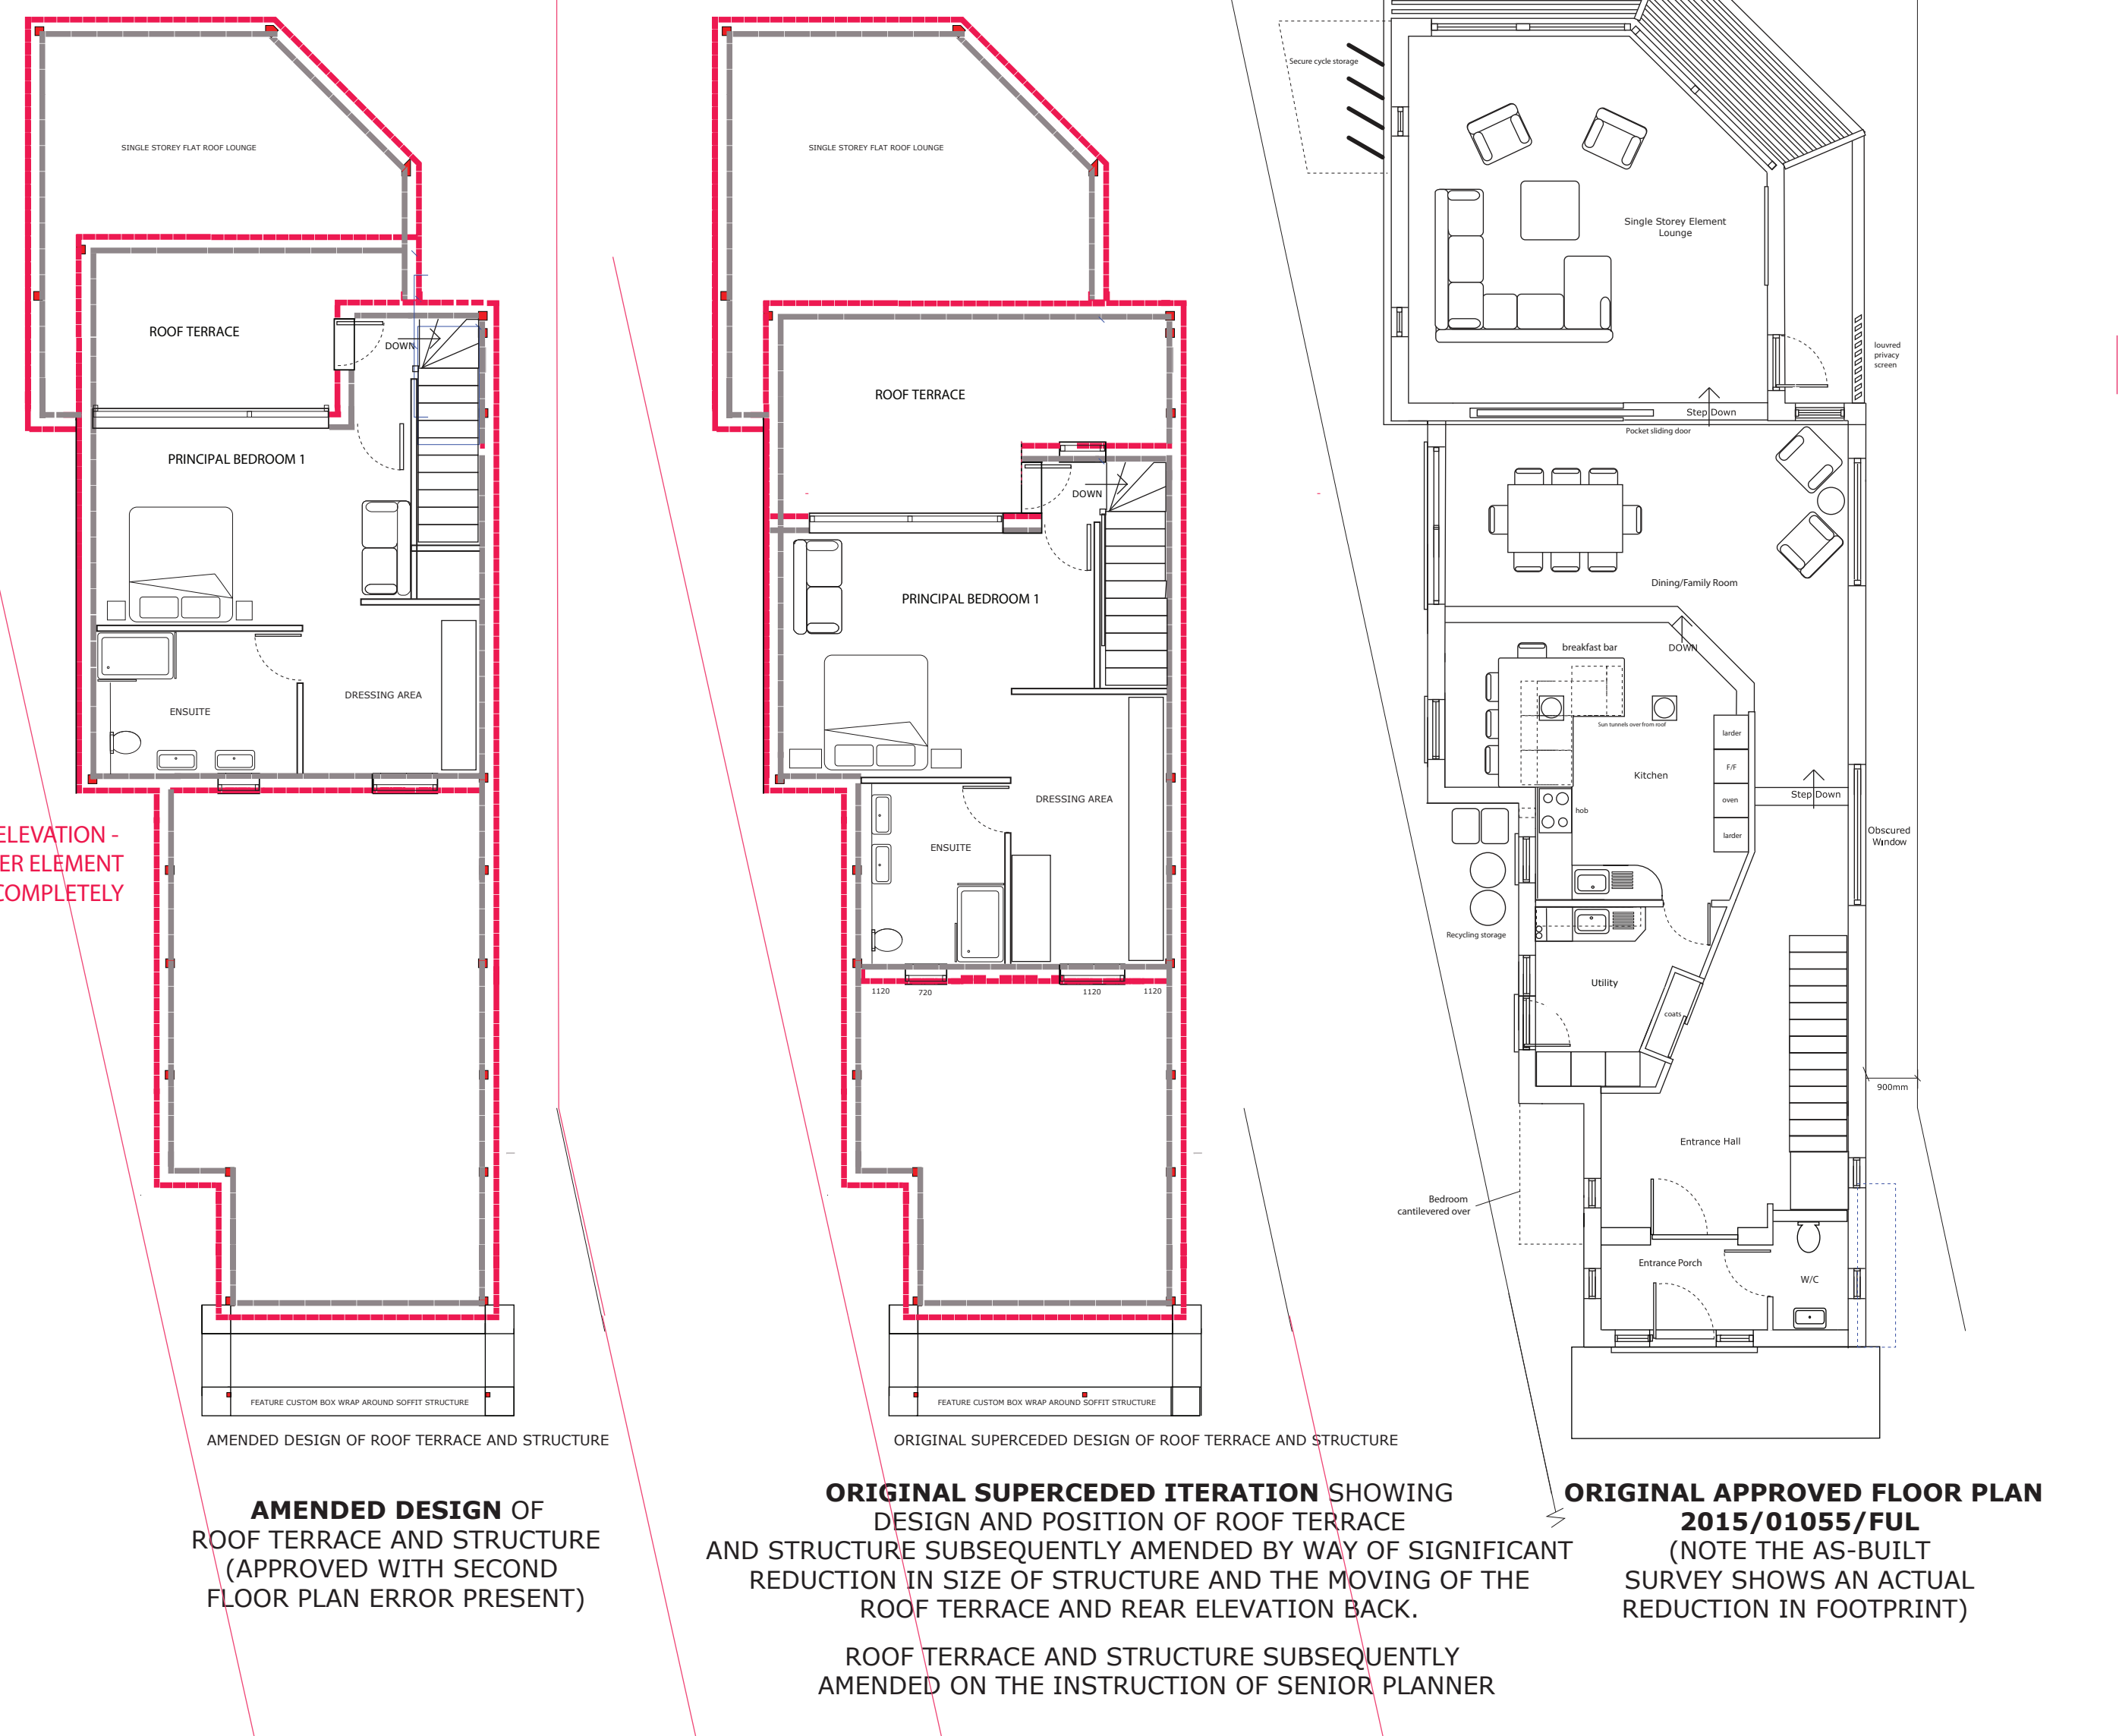 SINGLE STOREY FLAT ROOF LOUNGE
ROOF TERRACE
DOWN
PRINCIPAL BEDROOM 1
ENSUITE
DRESSING AREA
ELEVATION -
ER ELEMENT
COMPLETELY
FEATURE CUSTOM BOX WRAP AROUND SOFFIT STRUCTURE
AMENDED DESIGN OF ROOF TERRACE AND STRUCTURE
AMENDED DESIGN OF
ROOF TERRACE AND STRUCTURE
(APPROVED WITH SECOND
FLOOR PLAN ERROR PRESENT)
SINGLE STOREY FLAT ROOF LOUNGE
ROOF TERRACE
DOWN
PRINCIPAL BEDROOM 1
DRESSING AREA
ENSUITE
1120 720 1120 1120
FEATURE CUSTOM BOX WRAP AROUND SOFFIT STRUCTURE
ORIGINAL SUPERCEDED DESIGN OF ROOF TERRACE AND STRUCTURE
ORIGINAL SUPERCEDED ITERATION SHOWING
DESIGN AND POSITION OF ROOF TERRACE
AND STRUCTURE SUBSEQUENTLY AMENDED BY WAY OF SIGNIFICANT
REDUCTION IN SIZE OF STRUCTURE AND THE MOVING OF THE
ROOF TERRACE AND REAR ELEVATION BACK.
ROOF TERRACE AND STRUCTURE SUBSEQUENTLY
AMENDED ON THE INSTRUCTION OF SENIOR PLANNER
Secure cycle storage
Single Storey Element
Lounge
louvred
privacy
screen
Step Down
Pocket sliding door
Dining/Family Room
breakfast bar
DOWN
Sun tunnels over from roof
larder
F/F
oven
larder
Kitchen
hob
Step Down
Obscured
Window
Recycling storage
Utility
coats
900mm
Entrance Hall
Bedroom
cantilevered over
Entrance Porch
W/C
ORIGINAL APPROVED FLOOR PLAN
2015/01055/FUL
(NOTE THE AS-BUILT
SURVEY SHOWS AN ACTUAL
REDUCTION IN FOOTPRINT)